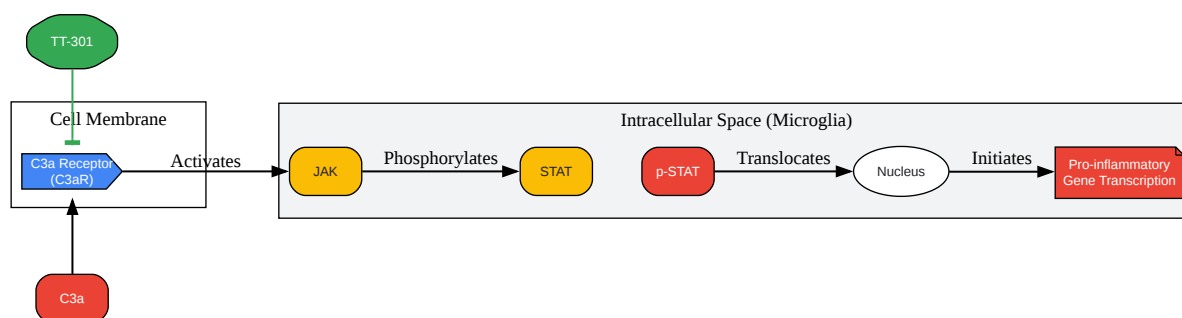 TT-301
Cell Membrane
C3a Receptor
(C3aR)
C3a
Activates
Intracellular Space (Microglia)
JAK
Phosphorylates
STAT
p-STAT
Translocates
Nucleus
Initiates
Pro-inflammatory
Gene Transcription